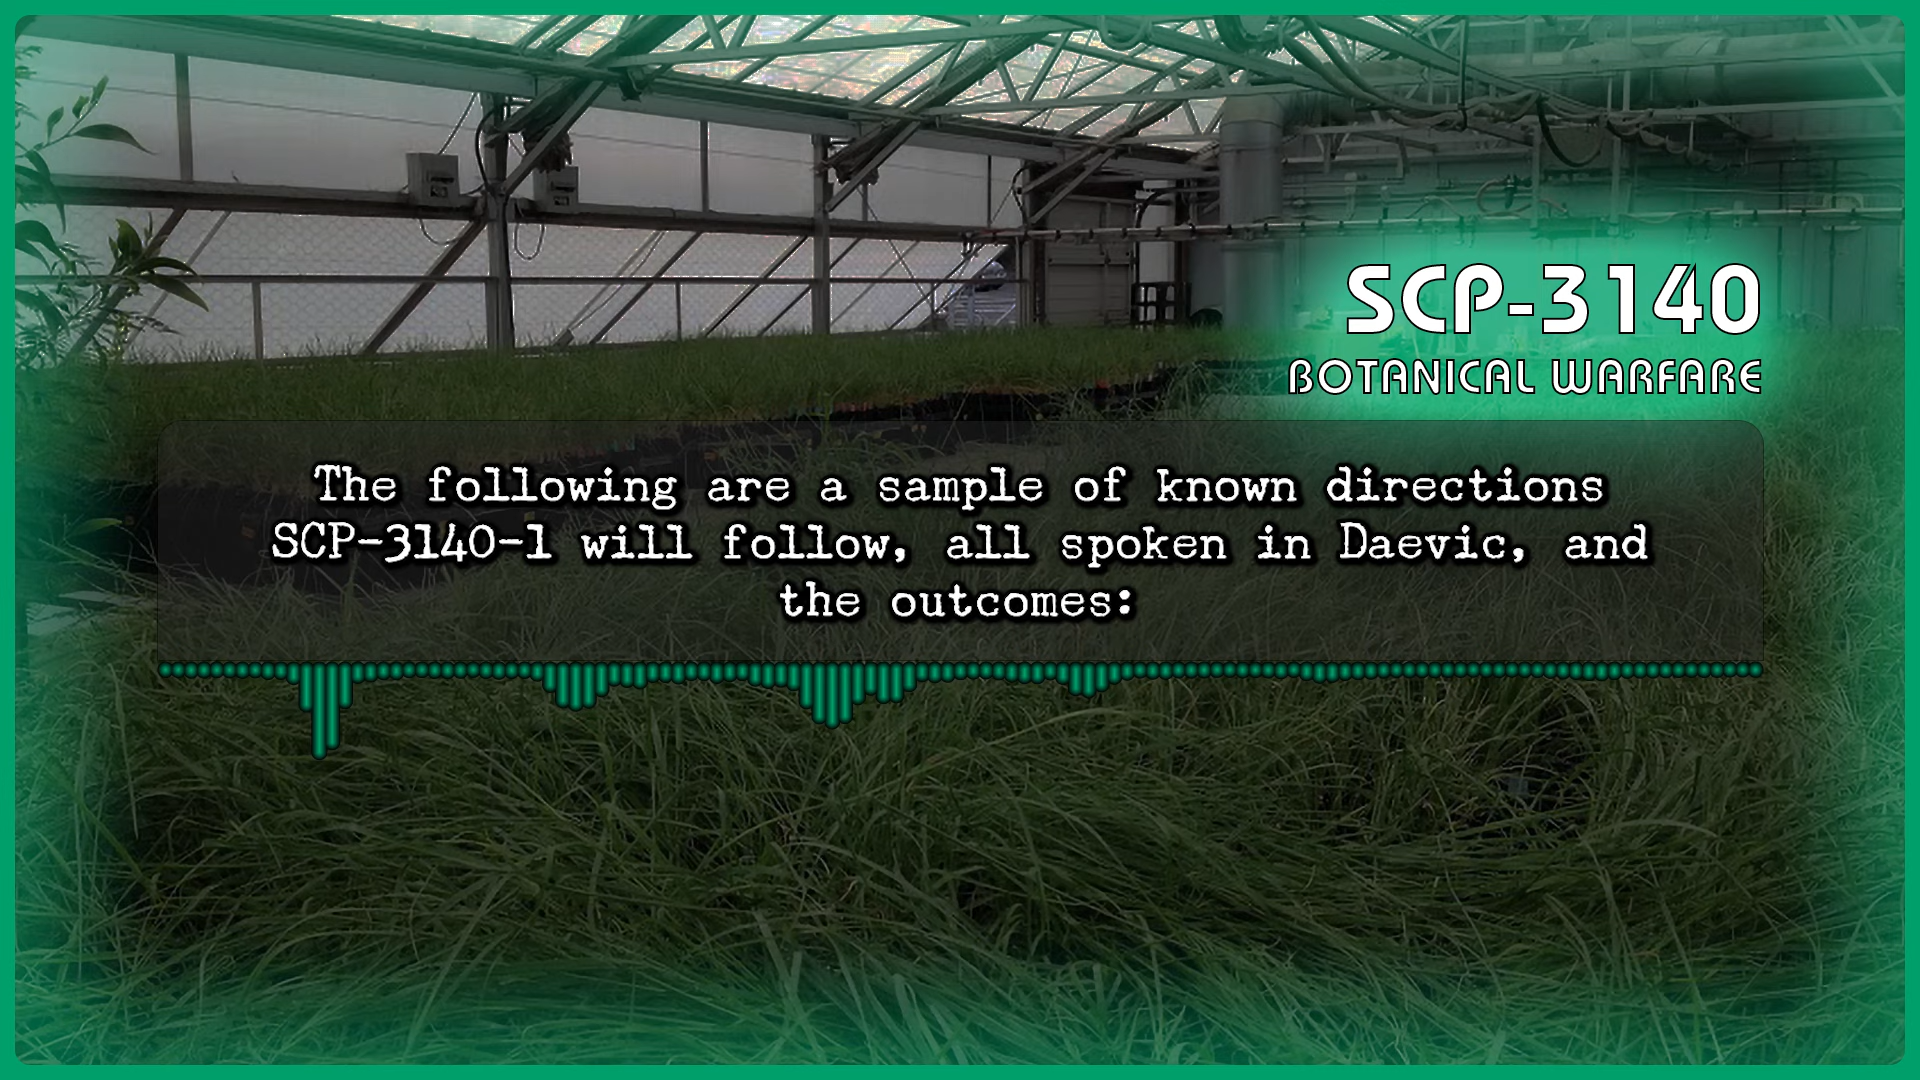 SCP-3140
BOTANICAL WARFARE
The following are a sample of known directions
SCP-3140-1 will follow, all spoken in Daevic, and
the outcomes: